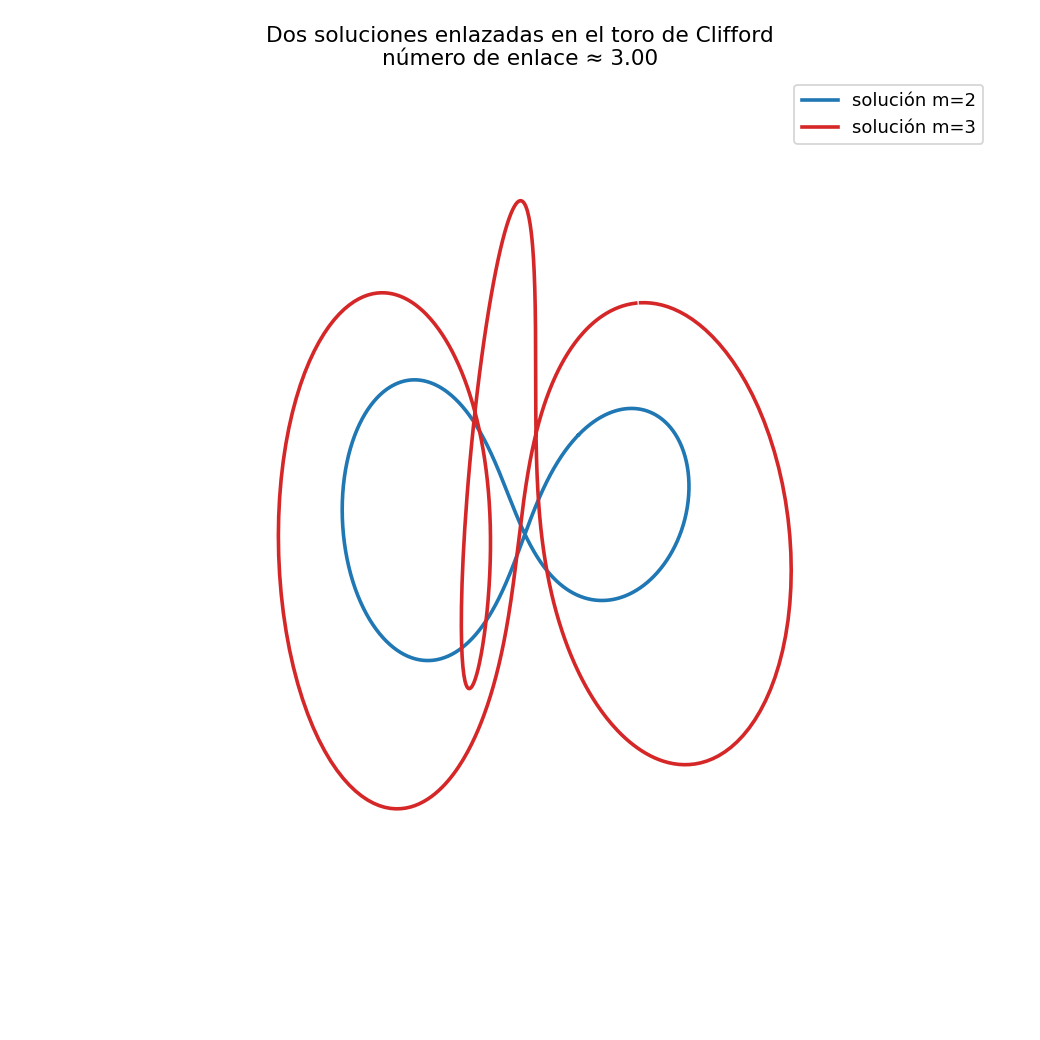 Dos soluciones enlazadas en el toro de Clifford
número de enlace ≈ 3.00
solución m=2
solución m=3